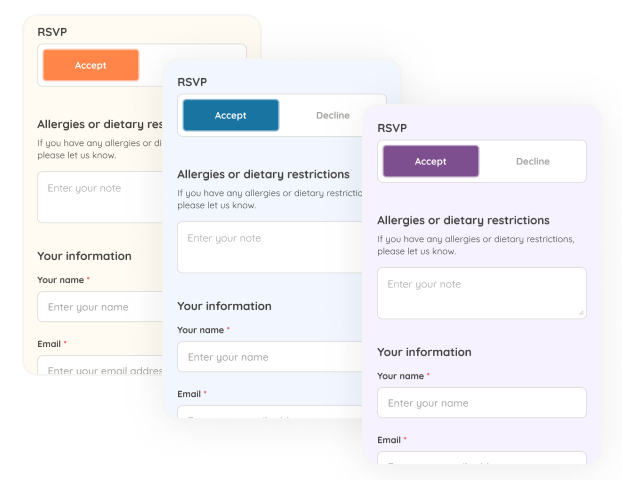 RSVP
Accept
Allergies or dietary res
If you have any allergies or di
please let us know.
Enter your note
Your information
Your name *
Enter your name
Email *
Enter your email addres
RSVP
Accept
Decline
Allergies or dietary restrictions
If you have any allergies or dietary restrictio
please let us know.
Enter your note
Your information
Your name *
Enter your name
Email *
RSVP
Accept
Decline
Allergies or dietary restrictions
If you have any allergies or dietary restrictions,
please let us know.
Enter your note
Your information
Your name *
Enter your name
Email *